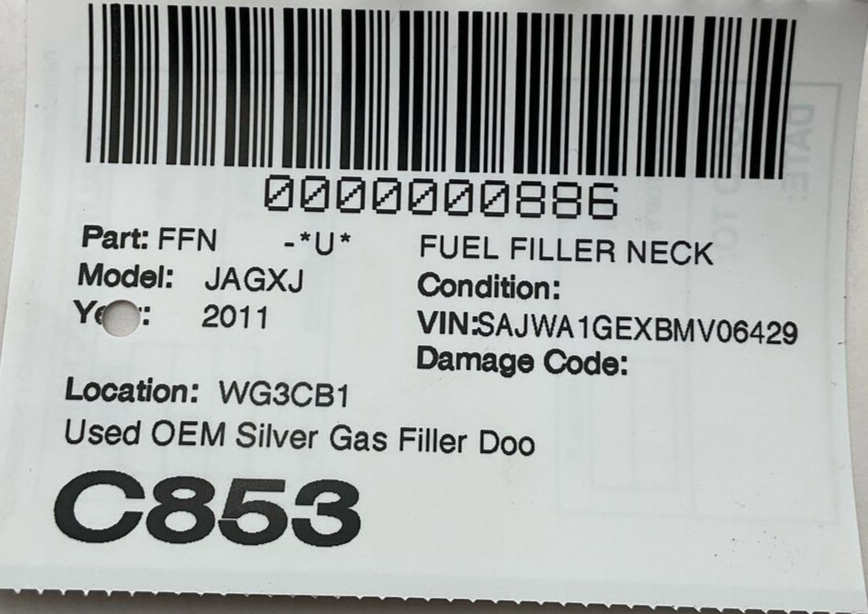 0000000886
Part: FFN -*U* FUEL FILLER NECK
Model: JAGXJ Condition:
2011 VIN:SAJWA1GEXBMV06429
Damage Code:
Location: WG3CB1
Used OEM Silver Gas Filler Doo
C853